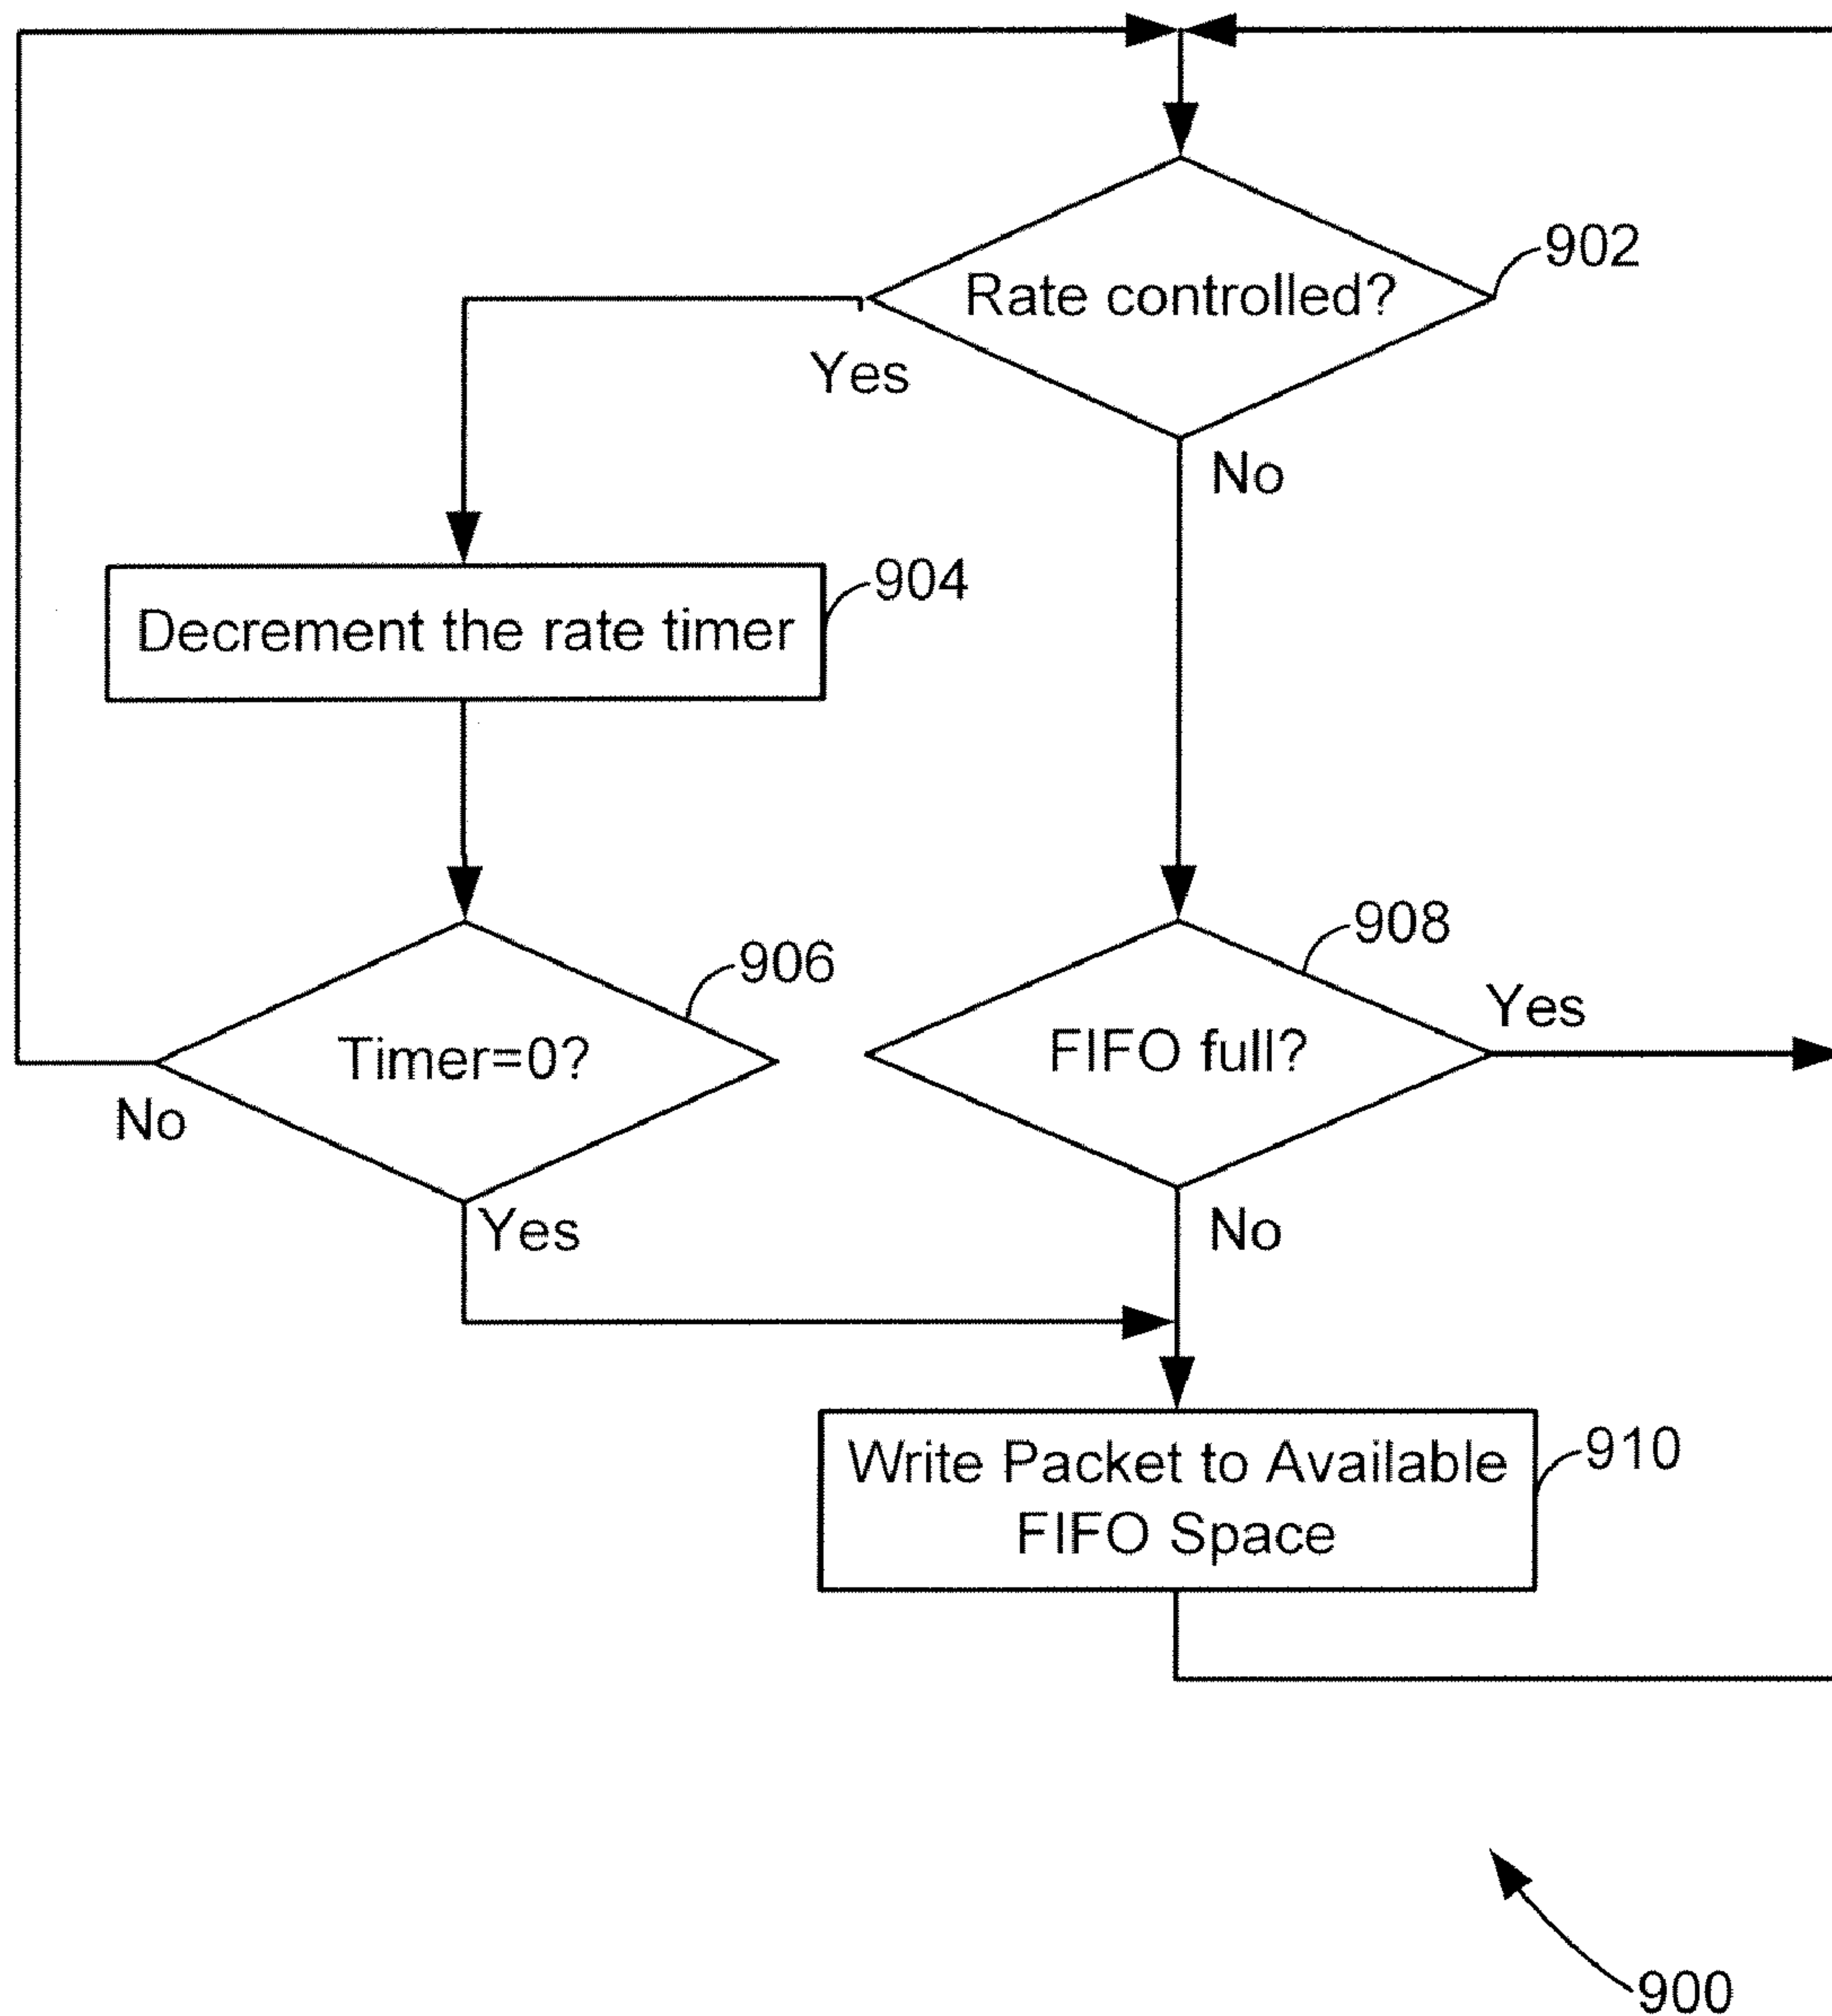 902
Rate controlled?
Yes
No
904
Decrement the rate timer
908
906
Yes
FIFO full?
Timer=0?
No
Yes
No
Write Packet to Available
FIFO Space
910
900